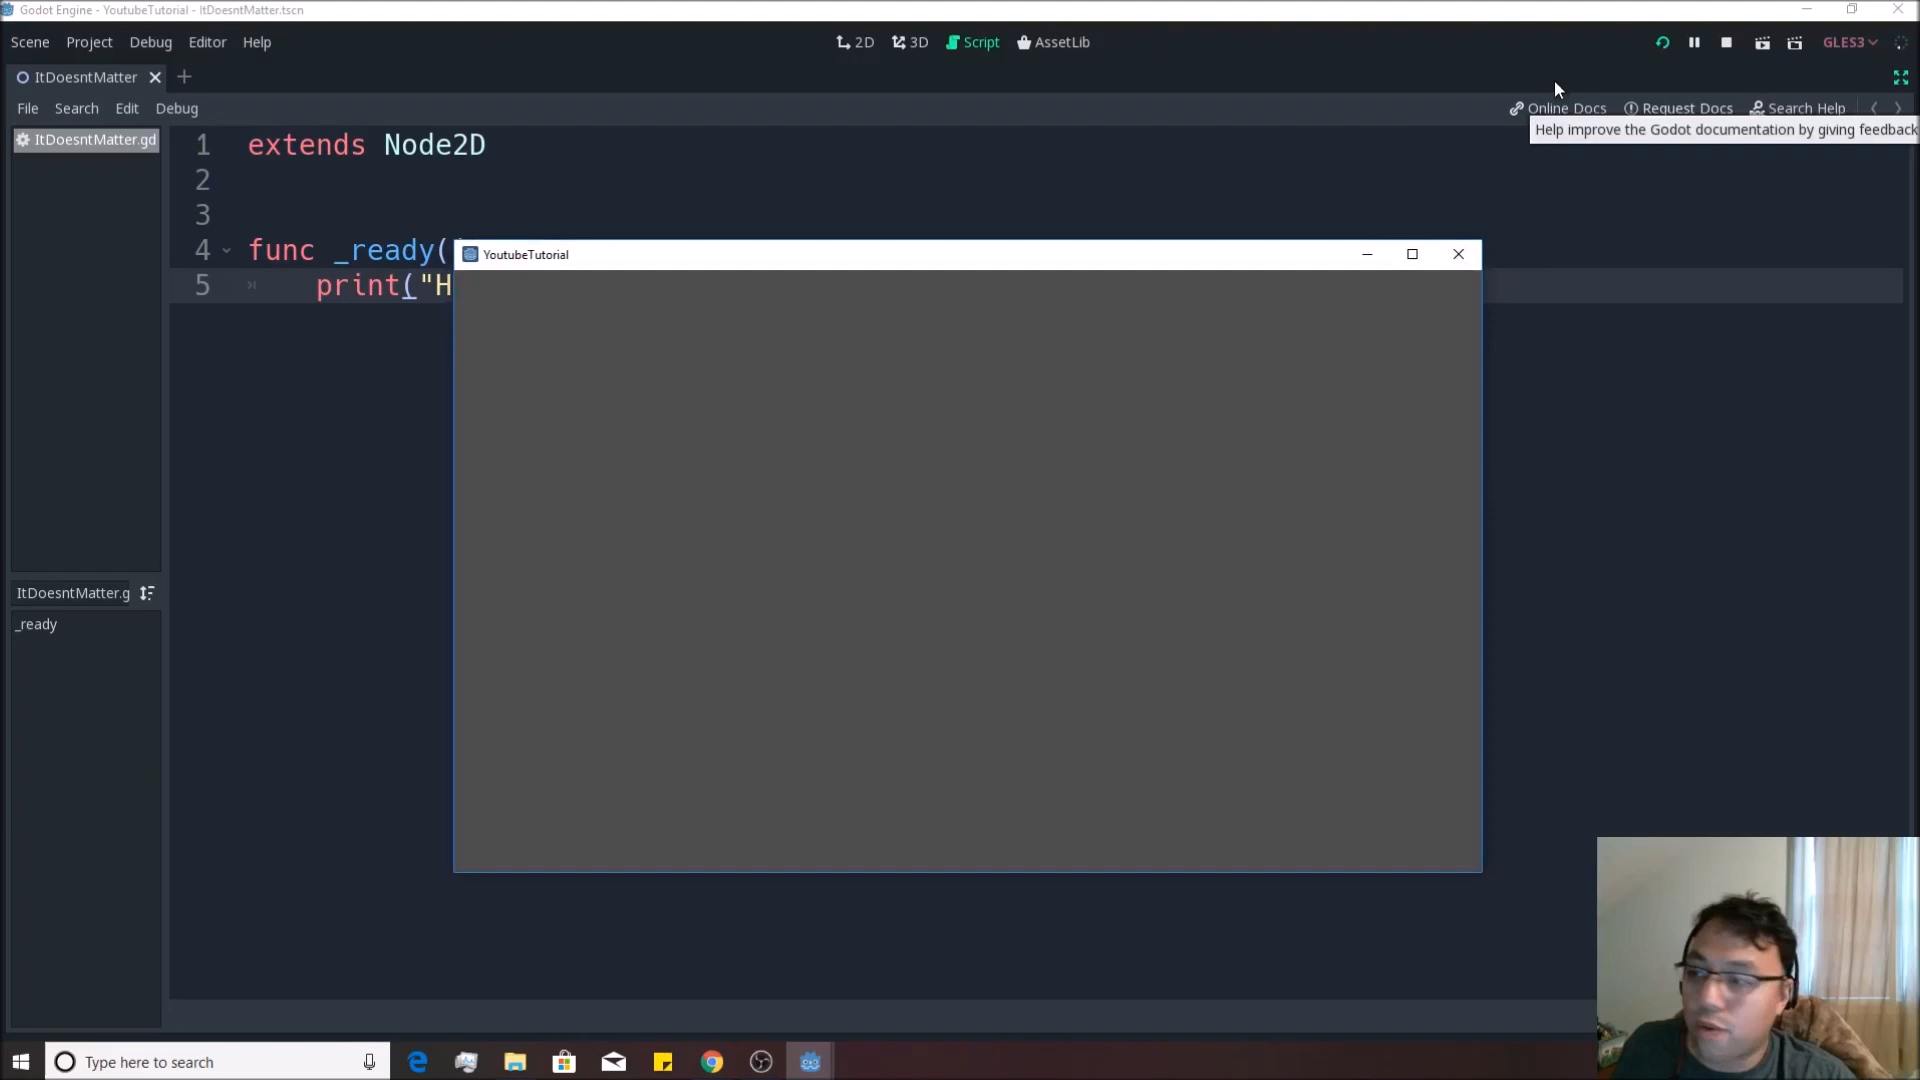 Godot Engine - YoutubeTutorial - ItDoesntMatter.tscn
Scene Project Debug Editor Help 2D 3D Script AssetLib GLES3
ItDoesntMatter
File Search Edit Debug Online Docs Request Docs Search Help
Help improve the Godot documentation by giving feedback
ItDoesntMatter.gd
1 extends Node2D
2
3
4 func _ready(
5 print("H
YoutubeTutorial
ItDoesntMatter.g
_ready
Type here to search